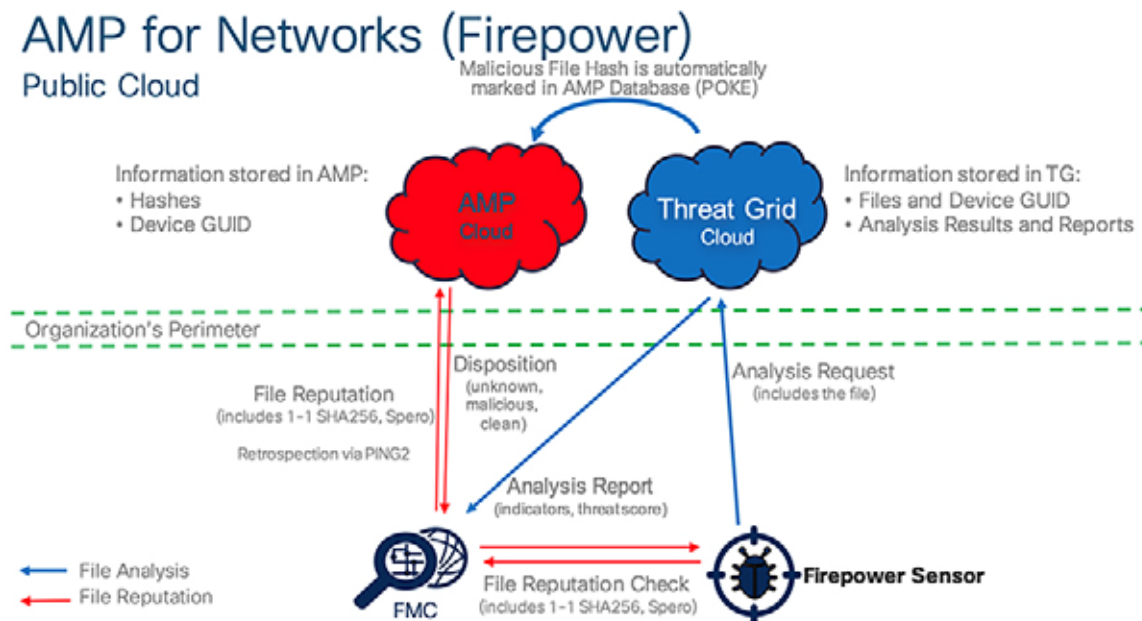 AMP for Networks (Firepower)
Public Cloud
Malicious File Hash is automatically
marked in AMP Database (POKE)
Information stored in AMP:
• Hashes
• Device GUID
AMP
Cloud
Threat Grid
Cloud
Information stored in TG:
• Files and Device GUID
• Analysis Results and Reports
Organization's Perimeter
File Reputation
(includes 1-1 SHA256, Spero)
Retrospection via PING2
Disposition
(unknown,
malicious,
clean)
Analysis Request
(includes the file)
Analysis Report
(indicators, threat score)
File Analysis
File Reputation
FMC
File Reputation Check
(includes 1-1 SHA256, Spero)
Firepower Sensor